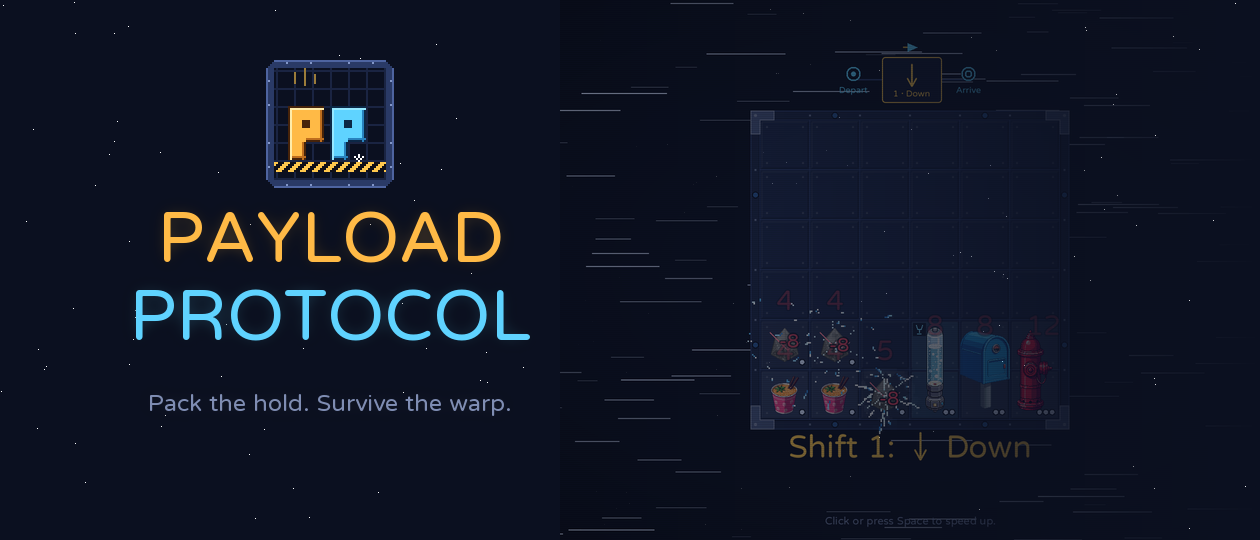 PP
PAYLOAD
PROTOCOL
Pack the hold. Survive the warp.
Depart
1 · Down
Arrive
4 4
-8 -8 5 8 8 12
-8
Shift 1: ↓ Down
Click or press Space to speed up.